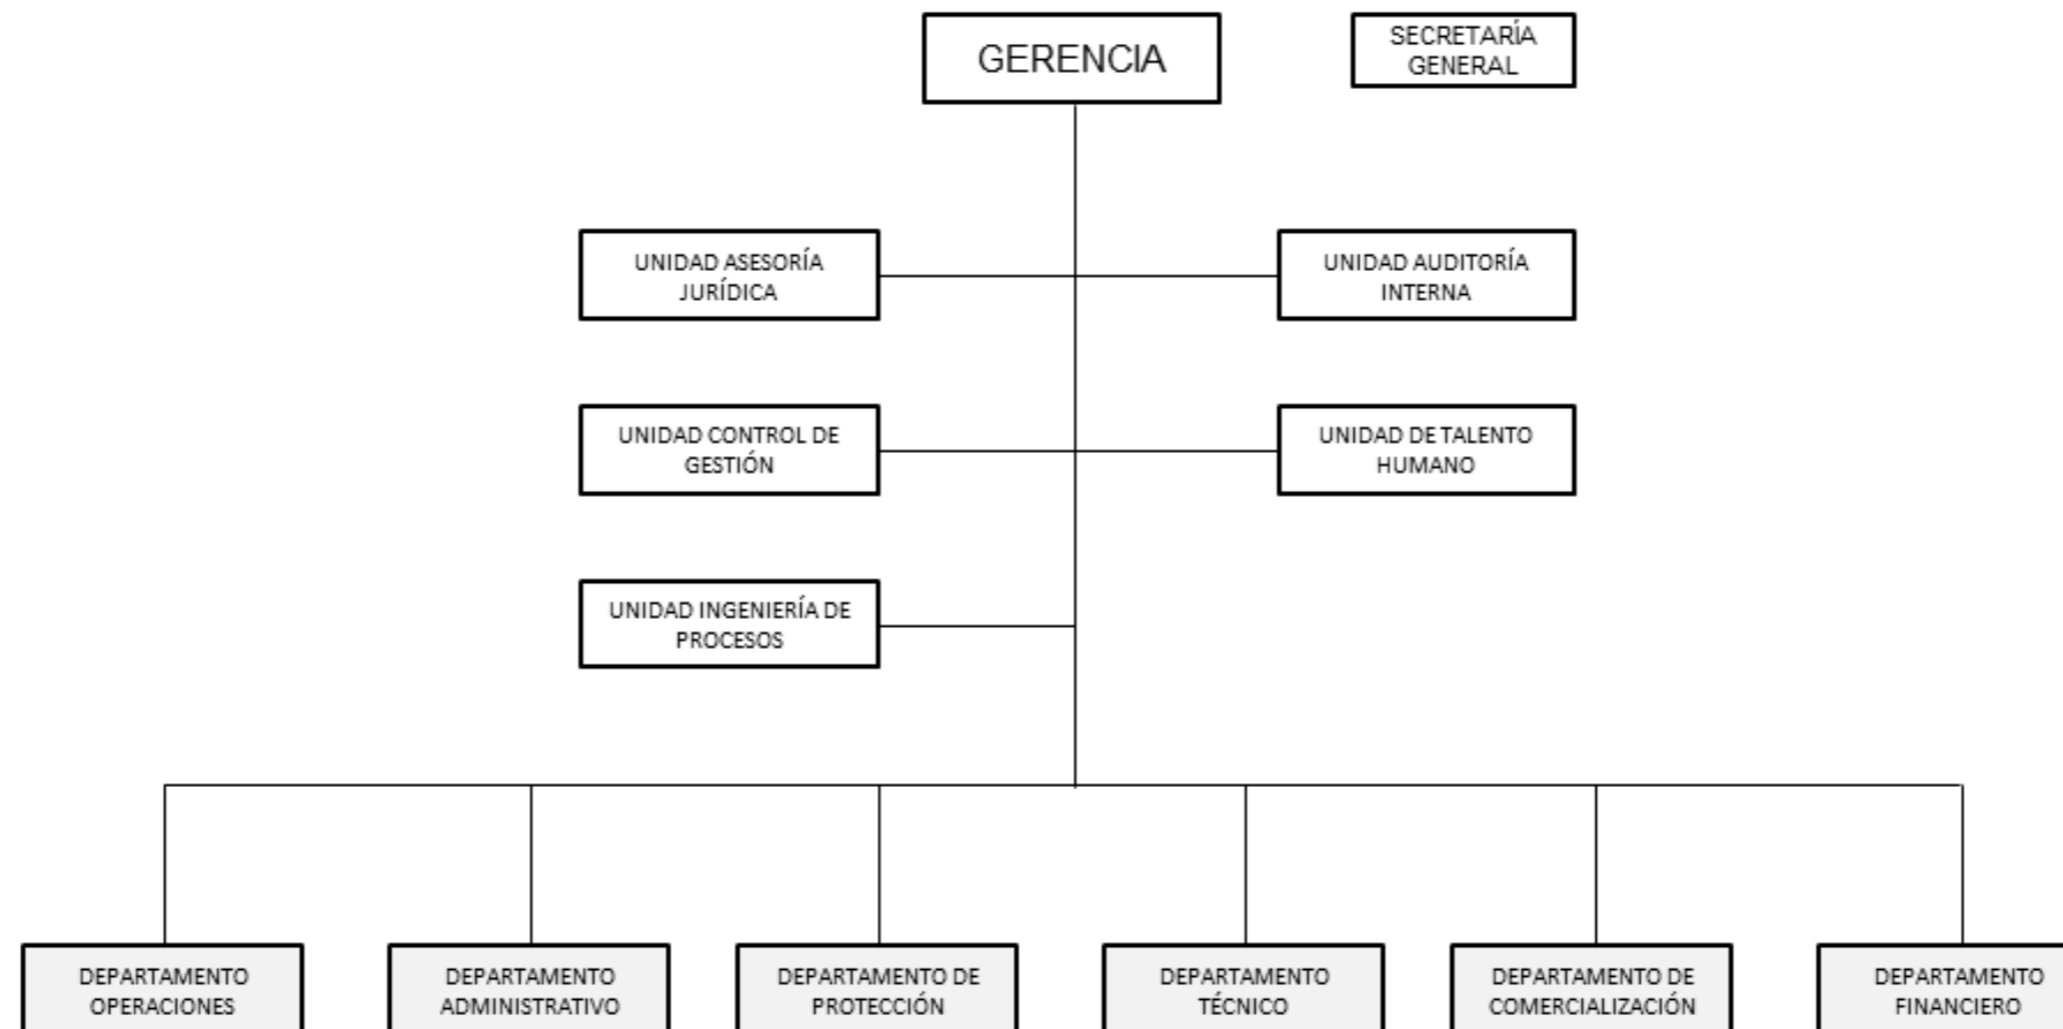 GERENCIA
SECRETARÍA
GENERAL
UNIDAD ASESORÍA
JURÍDICA
UNIDAD AUDITORÍA
INTERNA
UNIDAD CONTROL DE
GESTIÓN
UNIDAD DE TALENTO
HUMANO
UNIDAD INGENIERÍA DE
PROCESOS
DEPARTAMENTO
OPERACIONES
DEPARTAMENTO
ADMINISTRATIVO
DEPARTAMENTO DE
PROTECCIÓN
DEPARTAMENTO
TÉCNICO
DEPARTAMENTO DE
COMERCIALIZACIÓN
DEPARTAMENTO
FINANCIERO